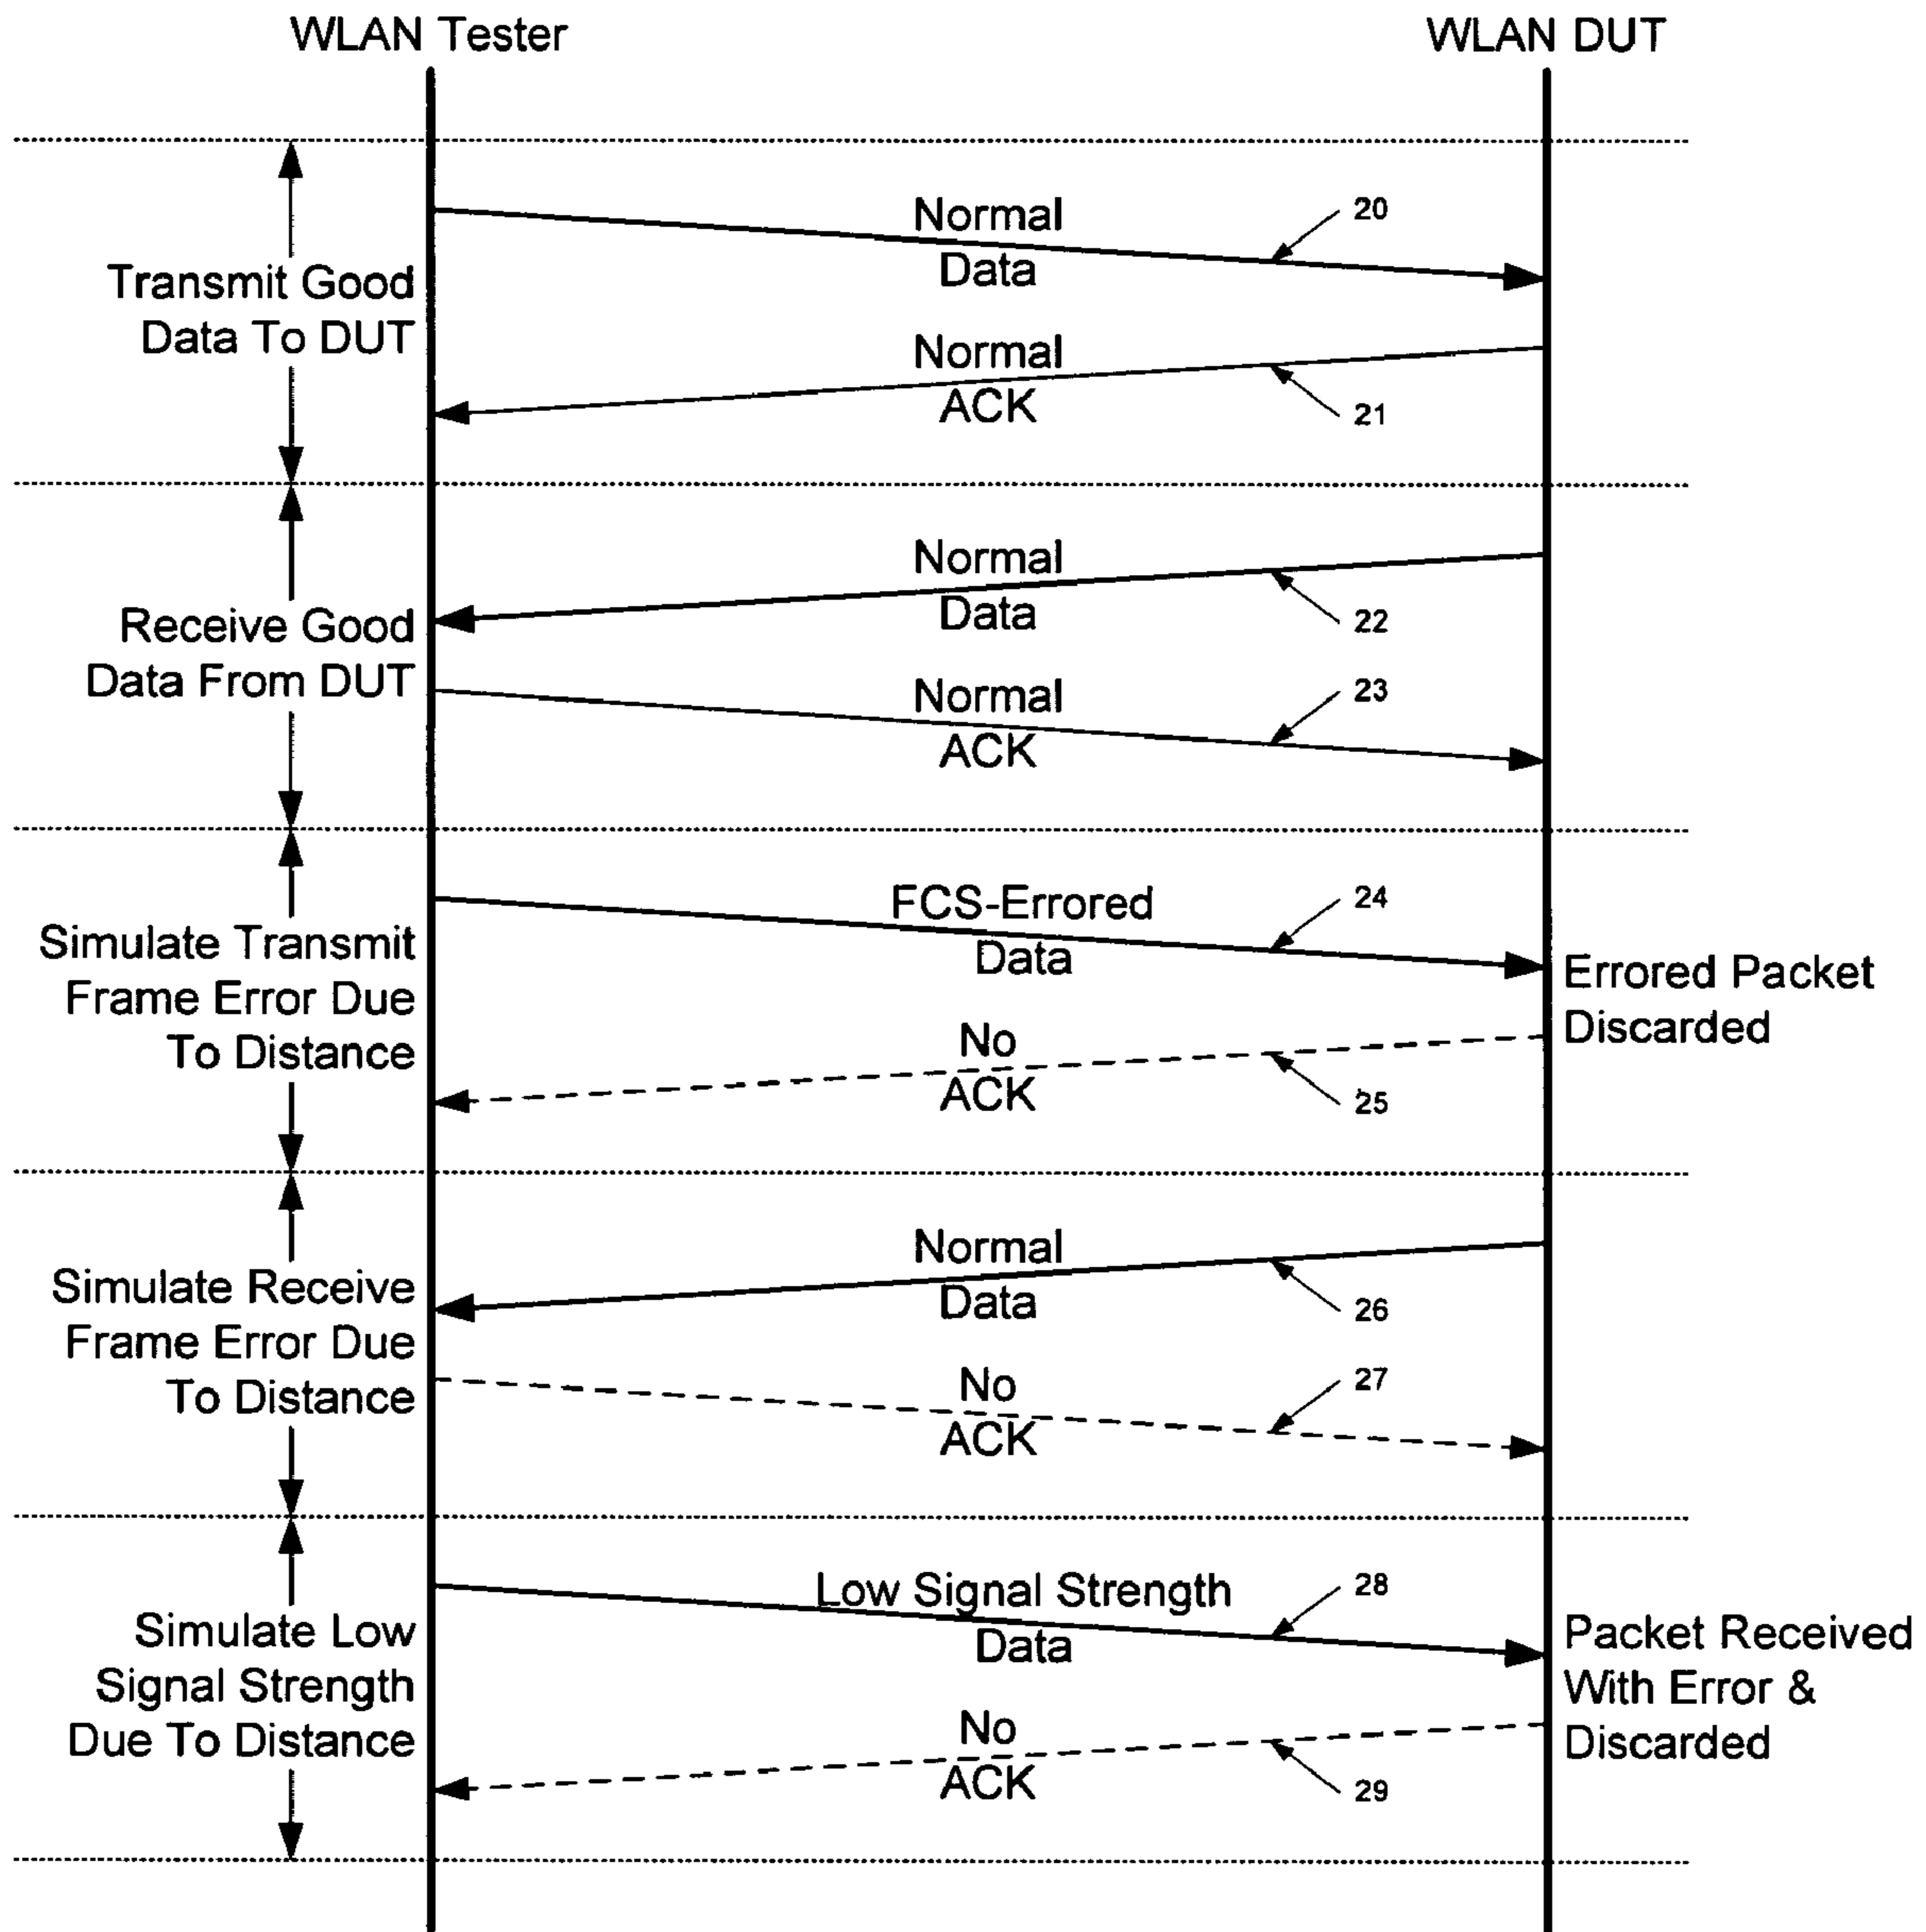 WLAN Tester
WLAN DUT
Transmit Good
Data To DUT
Normal
Data
20
Normal
ACK
21
Receive Good
Data From DUT
Normal
Data
22
Normal
ACK
23
Simulate Transmit
Frame Error Due
To Distance
FCS-Errored
Data
24
Errored Packet
Discarded
No
ACK
25
Simulate Receive
Frame Error Due
To Distance
Normal
Data
26
No
ACK
27
Simulate Low
Signal Strength
Due To Distance
Low Signal Strength
Data
28
Packet Received
With Error &
Discarded
No
ACK
29